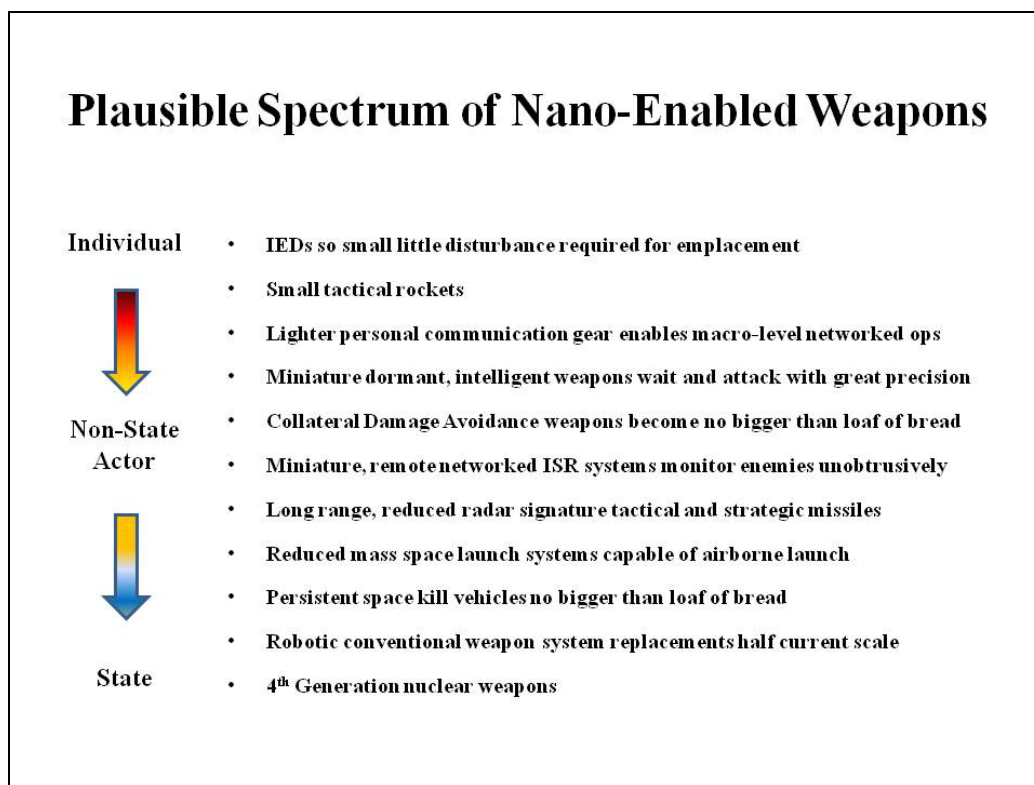 Plausible Spectrum of Nano-Enabled Weapons
Individual
• IEDs so small little disturbance required for emplacement
• Small tactical rockets
• Lighter personal communication gear enables macro-level networked ops
• Miniature dormant, intelligent weapons wait and attack with great precision
Non-State
Actor
• Collateral Damage Avoidance weapons become no bigger than loaf of bread
• Miniature, remote networked ISR systems monitor enemies unobtrusively
• Long range, reduced radar signature tactical and strategic missiles
• Reduced mass space launch systems capable of airborne launch
• Persistent space kill vehicles no bigger than loaf of bread
• Robotic conventional weapon system replacements half current scale
State
• 4th Generation nuclear weapons